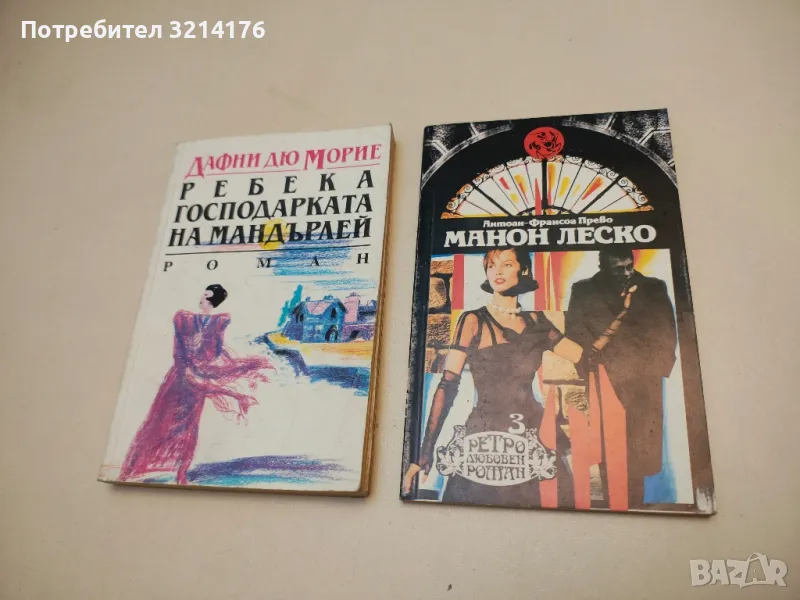 Потребител 3214176
ДАФНИ ДЮ МОРИЕ
РЕБЕКА
ГОСПОДАРКАТА
НА МАНДЪРЛЕЙ
РОМАН
Антоан-Франсоа Прево
МАНОН ЛЕСКО
3
РЕТРО
ЛЮБОВЕН
РОМАН
BAZAR